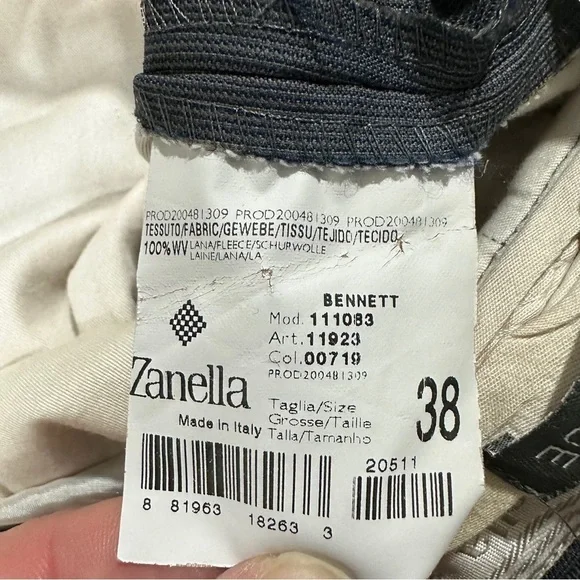 PROD200481309 PROD200481309 PROD200481309
TESSUTO/FABRIC/GEWEBE/TISSU/TEJIDO/TECIDO
100%WV LANA/FLEECE/SCHURWOLLE
LAINE/LANA/LA
BENNETT
Mod. 111083
Art. 11923
Col. 00719
PROD200481309
Zanella
Made in Italy
Taglia/Size
Grosse/Taille
Talla/Tamanho
38
20511
8 81963 18263 3